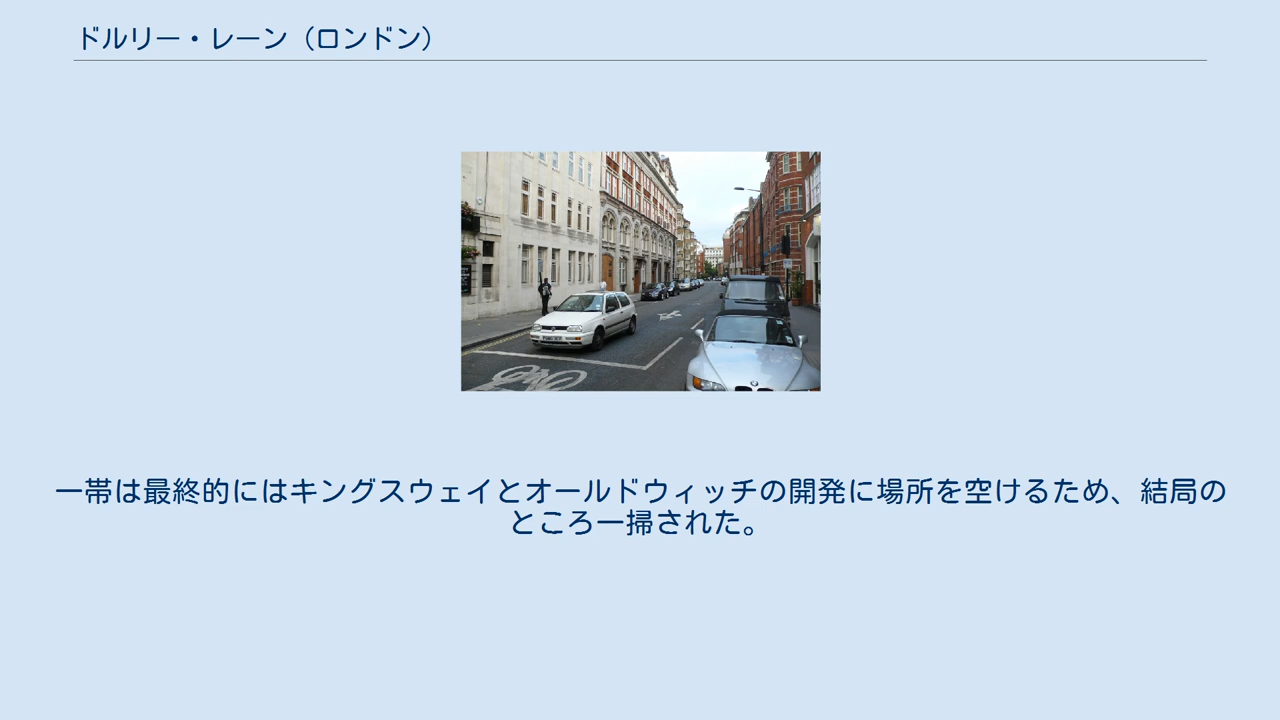 ドルリー・レーン（ロンドン）
一帯は最終的にはキングスウェイとオールドウィッチの開発に場所を空けるため、結局の
ところ一掃された。